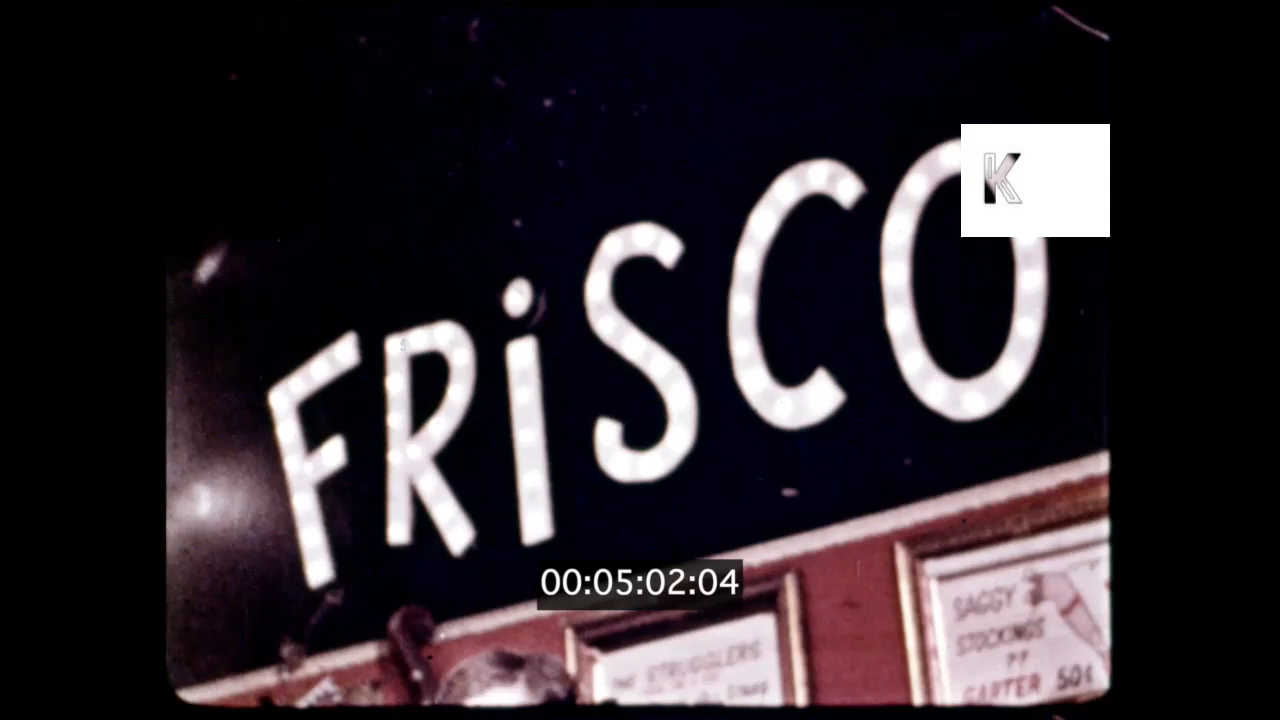 FRiSCO
K
00:05:02:04
STRUGGLERS
SAGGY
STOCKINGS
??
GARTER 50¢